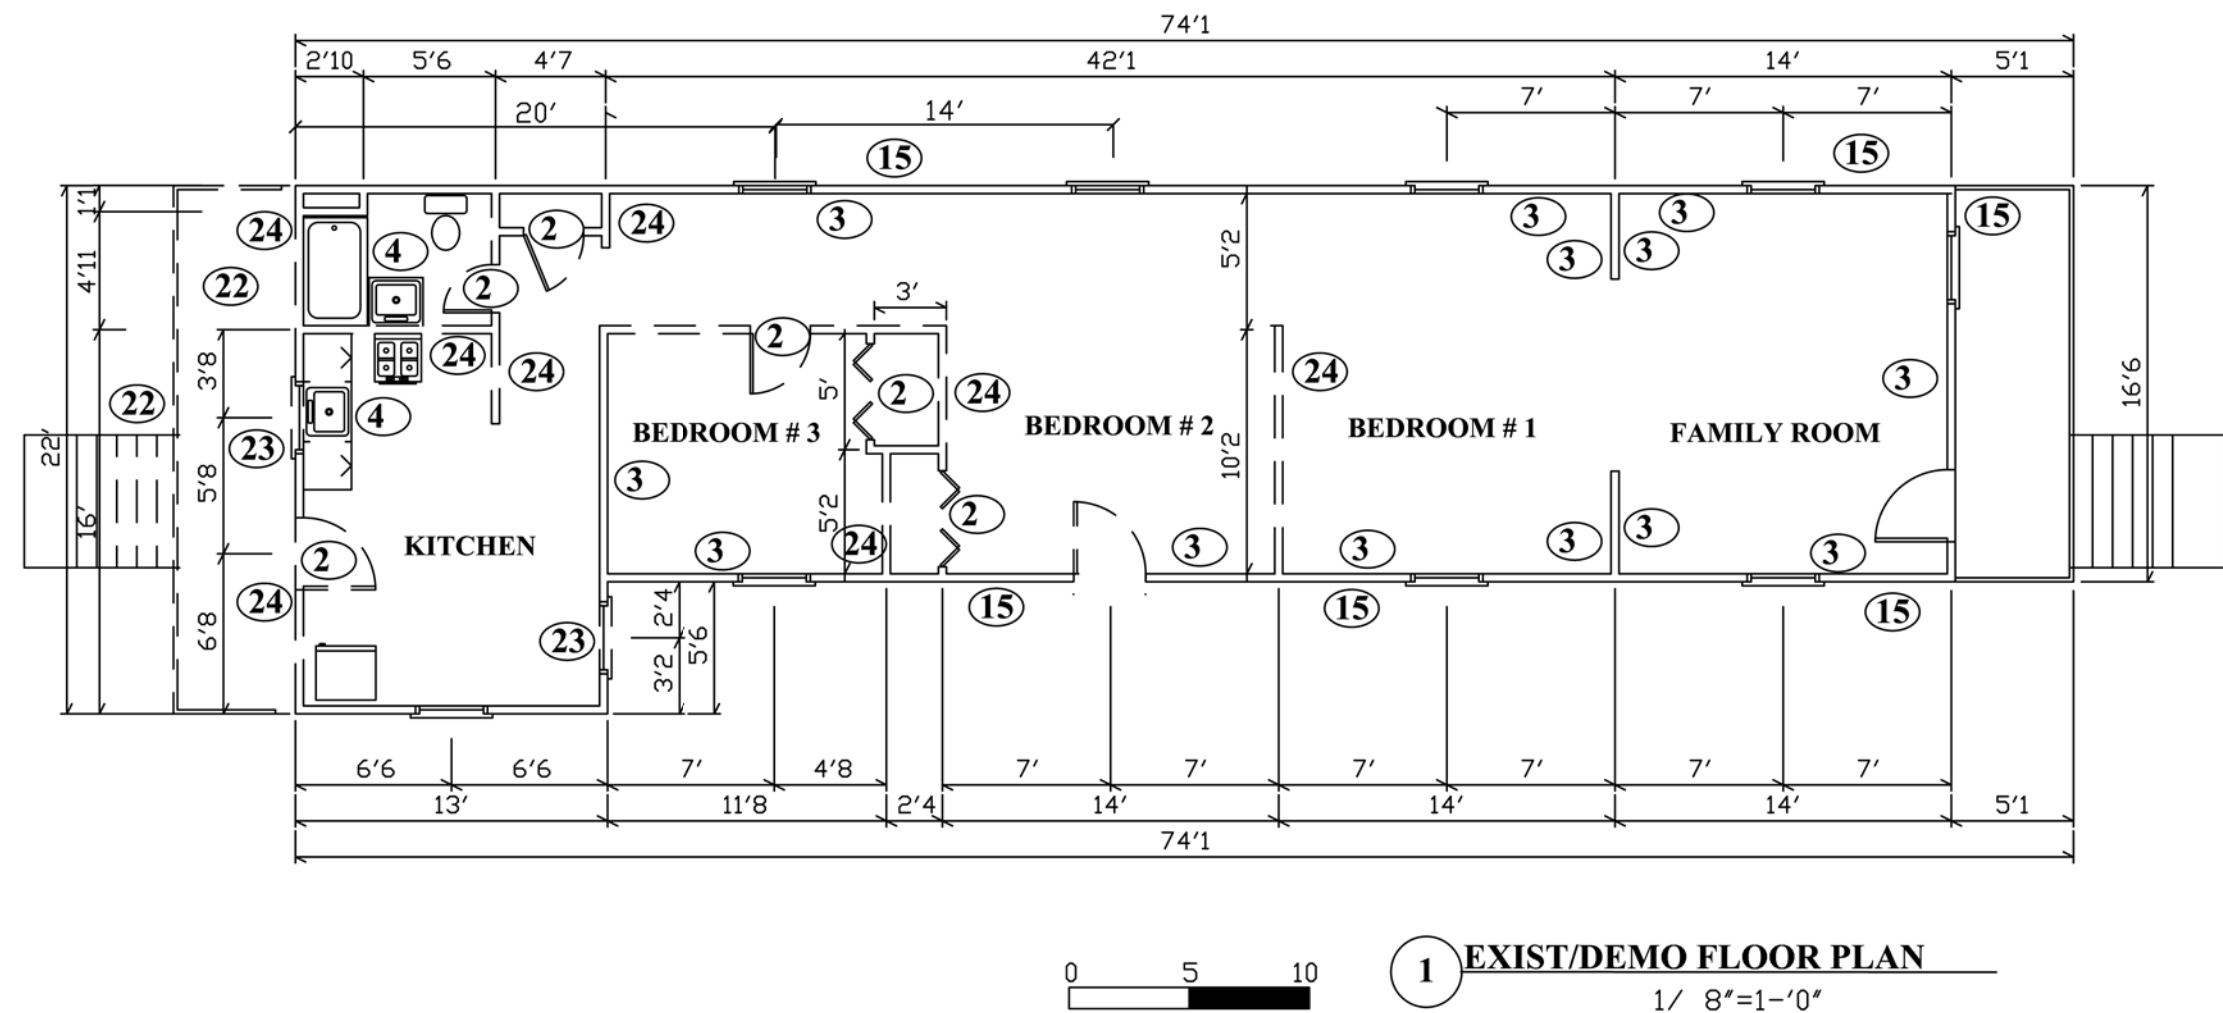 74'1
2'10 5'6 4'7 42'1 14' 5'1
20' 14' 7' 7' 7'
15 15
1'1
24 2 24 3 3 3 15
4 3 3
4'11 22 2 5'2
3'
2
3'8 24 24 24 24 3 16'6
22 4 5' 2 24
BEDROOM # 3 BEDROOM # 2 BEDROOM # 1 FAMILY ROOM
22' 23 10'2
5'8 3
16' 5'2 2
KITCHEN 2 3 24 3 3 3 3 3
24 15 15 15
6'8 23 2'4
3'2 5'6
6'6 6'6 7' 4'8 7' 7' 7' 7' 7' 7'
13' 11'8 2'4 14' 14' 14' 5'1
74'1
0 5 10
1 EXIST/DEMO FLOOR PLAN
1/ 8"=1-'0"